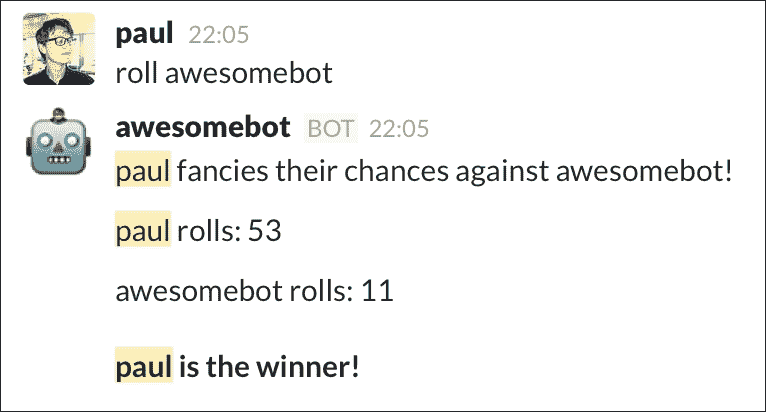 paul 22:05
roll awesomebot
awesomebot BOT 22:05
paul fancies their chances against awesomebot!
paul rolls: 53
awesomebot rolls: 11
paul is the winner!